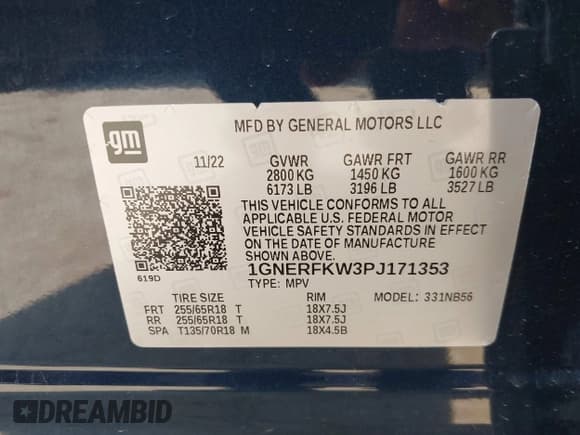 gm
MFD BY GENERAL MOTORS LLC
11/22 GVWR GAWR FRT GAWR RR
2800 KG 1450 KG 1600 KG
6173 LB 3196 LB 3527 LB
THIS VEHICLE CONFORMS TO ALL
APPLICABLE U.S. FEDERAL MOTOR
VEHICLE SAFETY STANDARDS IN EFFECT
ON THE DATE OF MANUFACTURE
SHOWN ABOVE.
619D
1GNERFKW3PJ171353
TYPE: MPV MODEL: 331NB56
TIRE SIZE RIM
FRT 255/65R18 T 18X7.5J
RR 255/65R18 T 18X7.5J
SPA T135/70R18 M 18X4.5B
DREAMBID